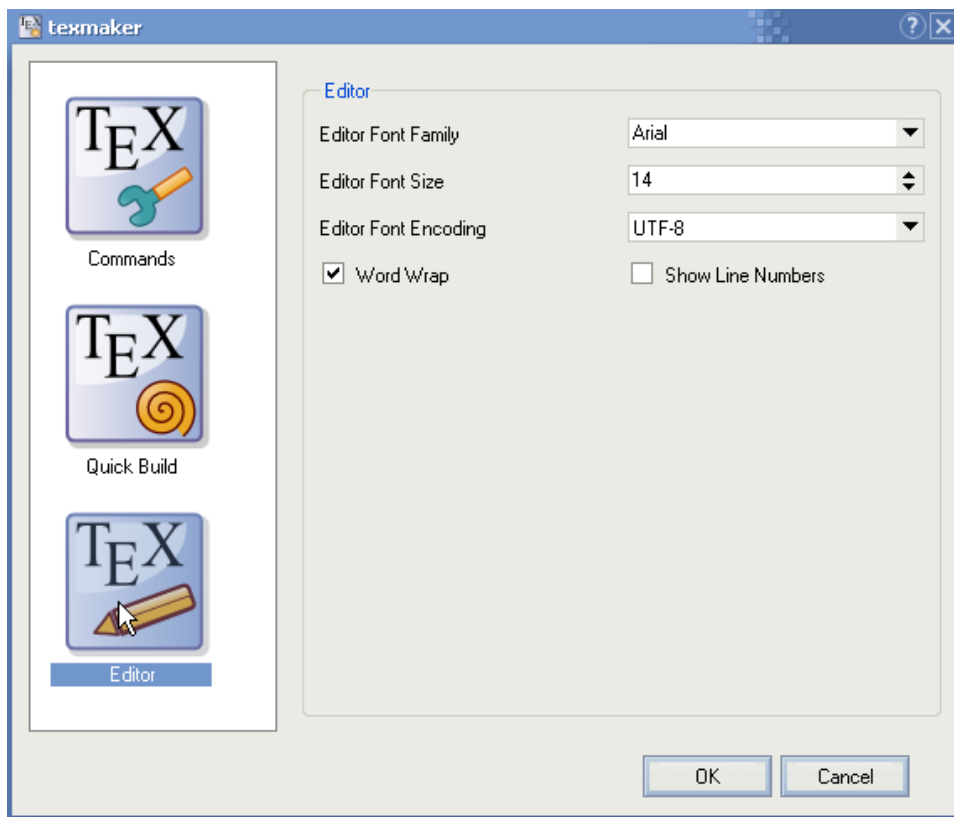 texmaker
TEX
Commands
TEX
Quick Build
TEX
Editor
Editor
Editor Font Family Arial
Editor Font Size 14
Editor Font Encoding UTF-8
Word Wrap Show Line Numbers
OK Cancel